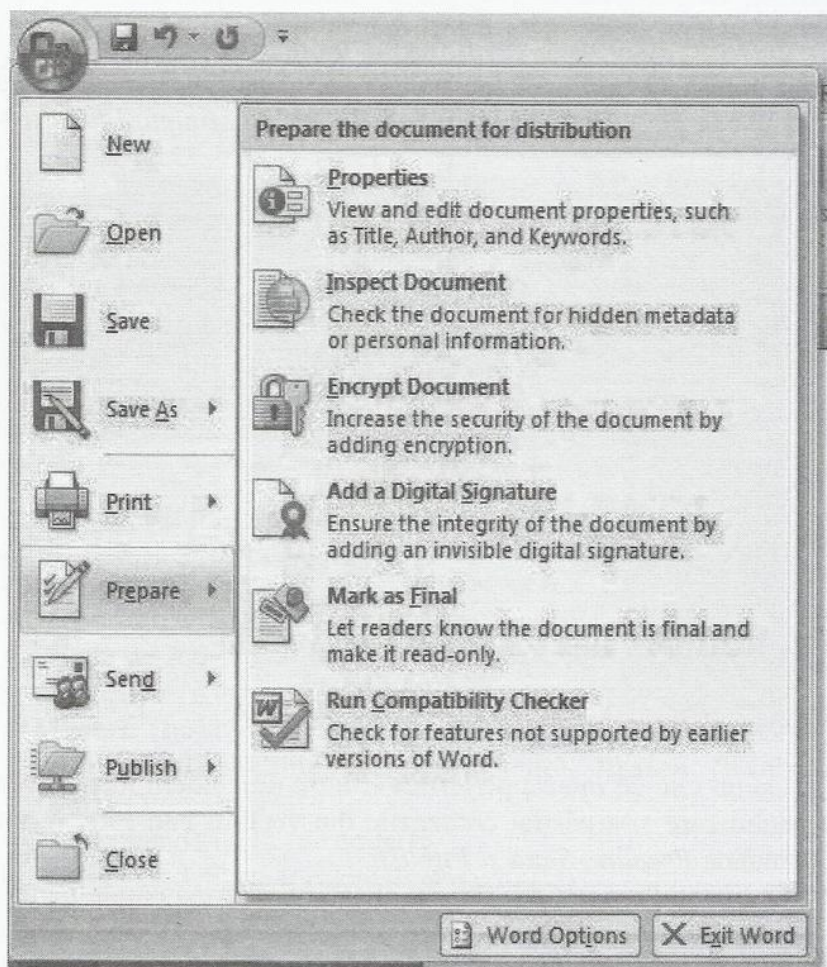 New
Open
Save
Save As
Print
Prepare
Send
Publish
Close
Prepare the document for distribution
Properties
View and edit document properties, such
as Title, Author, and Keywords.
Inspect Document
Check the document for hidden metadata
or personal information.
Encrypt Document
Increase the security of the document by
adding encryption.
Add a Digital Signature
Ensure the integrity of the document by
adding an invisible digital signature.
Mark as Final
Let readers know the document is final and
make it read-only.
Run Compatibility Checker
Check for features not supported by earlier
versions of Word.
Word Options
Exit Word